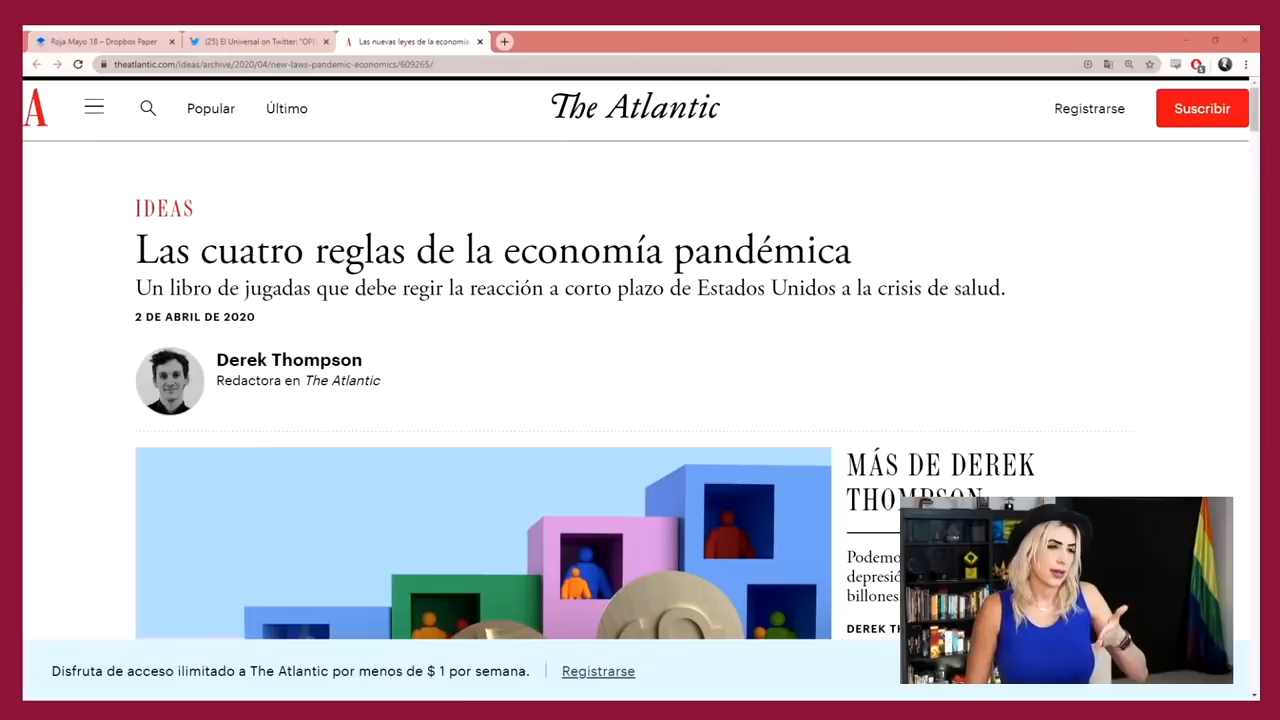 Roja Mayo 18 – Dropbox Paper
(25) El Universal on Twitter: "OPI
Las nuevas leyes de la economía
theatlantic.com/ideas/archive/2020/04/new-laws-pandemic-economics/609265/
A
Popular
Último
The Atlantic
Registrarse
Suscribir
IDEAS
Las cuatro reglas de la economía pandémica
Un libro de jugadas que debe regir la reacción a corto plazo de Estados Unidos a la crisis de salud.
2 DE ABRIL DE 2020
Derek Thompson
Redactora en The Atlantic
MÁS DE DEREK
THOMPSON
Podemo
depresió
billones
DEREK TH
Disfruta de acceso ilimitado a The Atlantic por menos de $ 1 por semana.
Registrarse